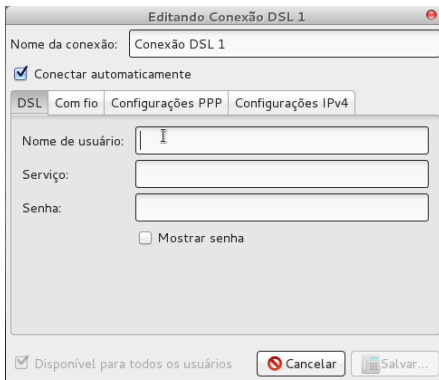 Editando Conexão DSL 1
Nome da conexão: Conexão DSL 1
Conectar automaticamente
DSL Com fio Configurações PPP Configurações IPv4
Nome de usuário:
Serviço:
Senha:
Mostrar senha
Disponível para todos os usuários Cancelar Salvar...